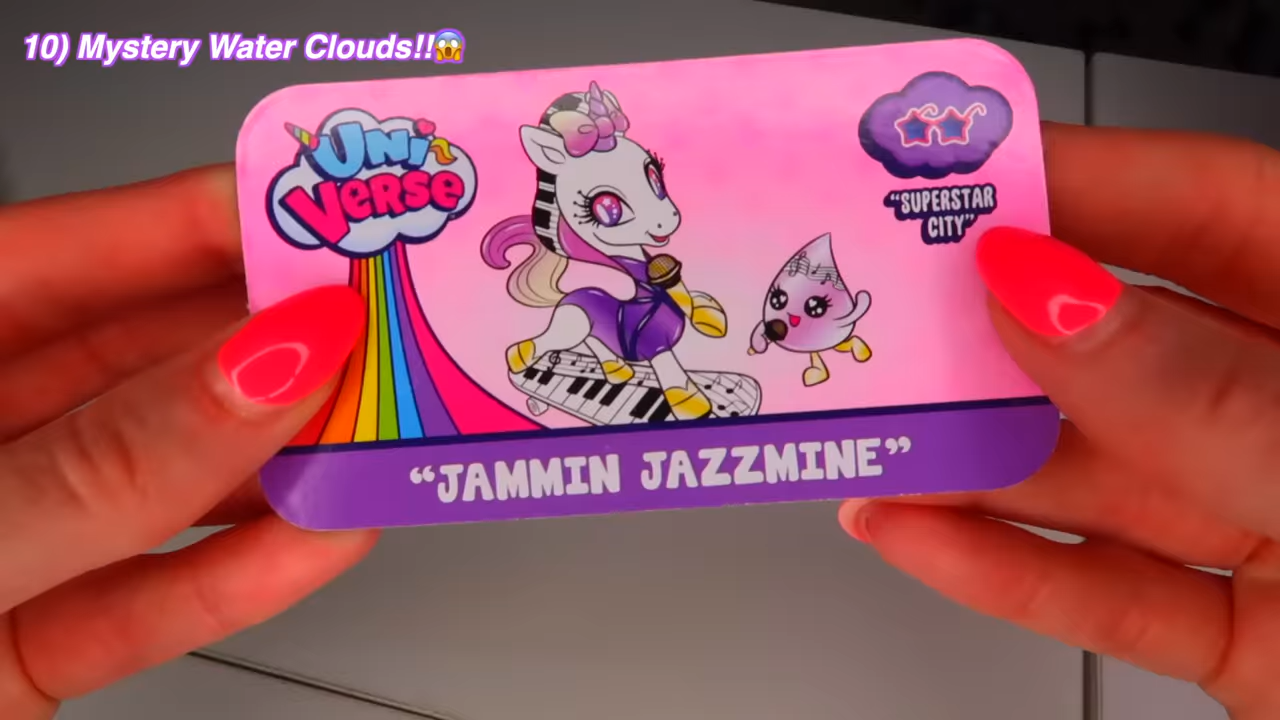 10) Mystery Water Clouds!!😱
UNI
VERSE
"SUPERSTAR
CITY"
"JAMMIN JAZZMINE"